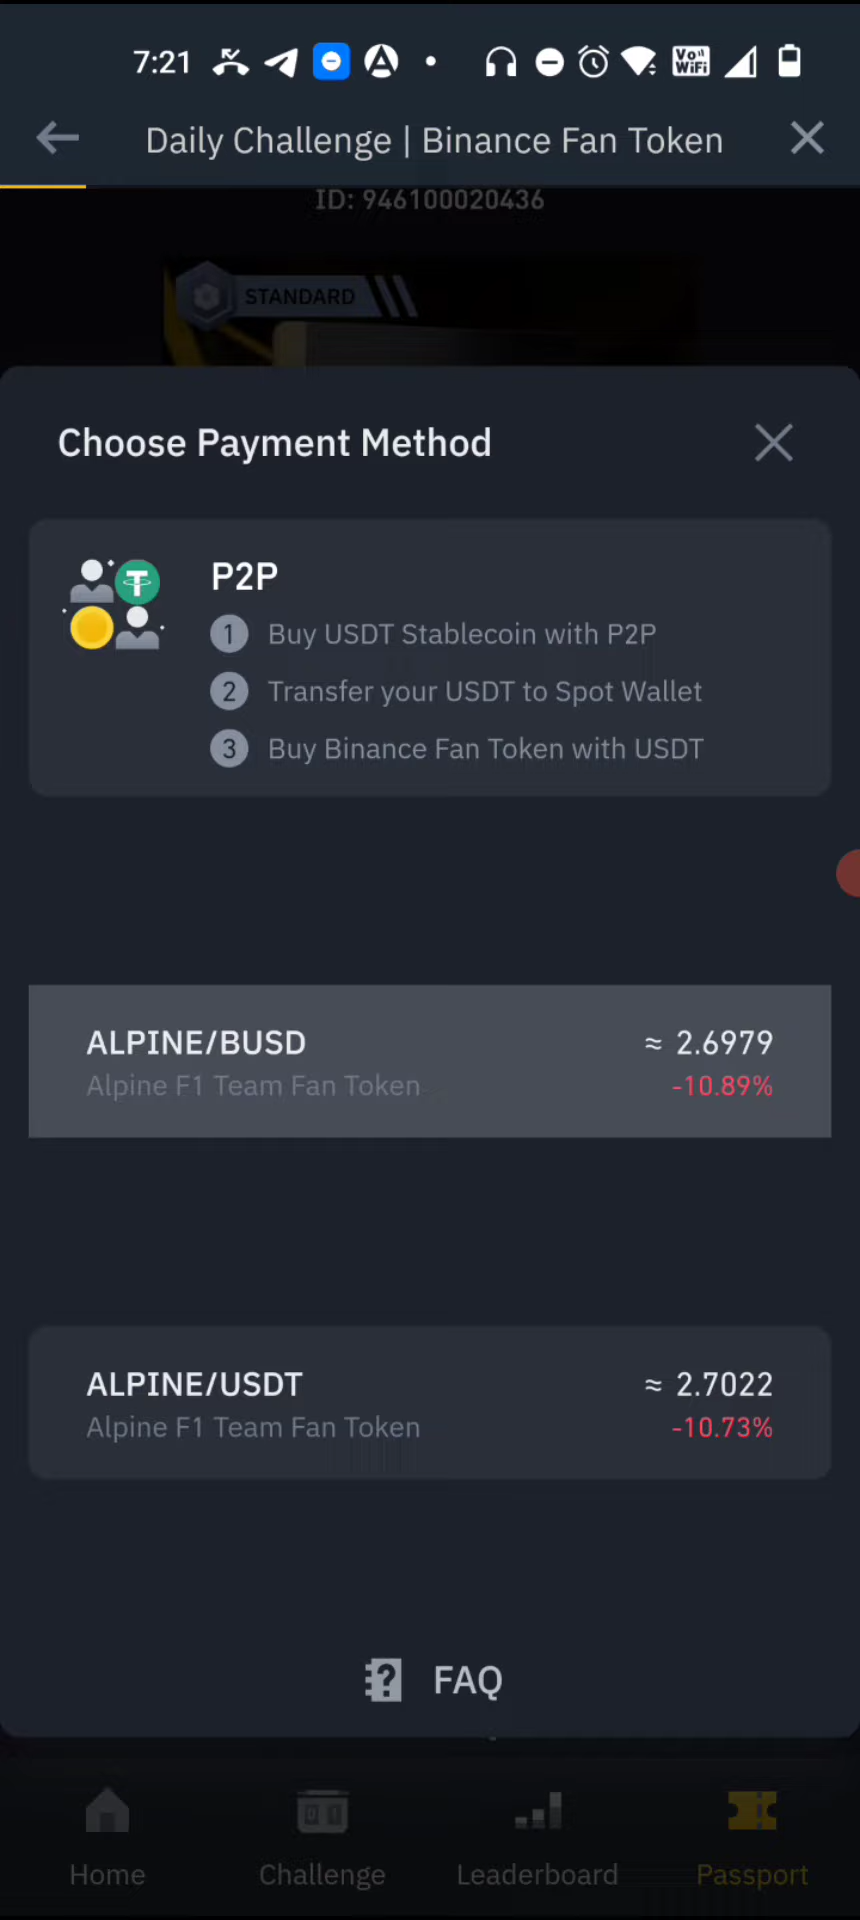 7:21
Vo)) WiFi
Daily Challenge | Binance Fan Token
ID: 946100020436
STANDARD
Choose Payment Method
P2P
1 Buy USDT Stablecoin with P2P
2 Transfer your USDT to Spot Wallet
3 Buy Binance Fan Token with USDT
ALPINE/BUSD ≈ 2.6979
Alpine F1 Team Fan Token -10.89%
ALPINE/USDT ≈ 2.7022
Alpine F1 Team Fan Token -10.73%
FAQ
Home Challenge Leaderboard Passport